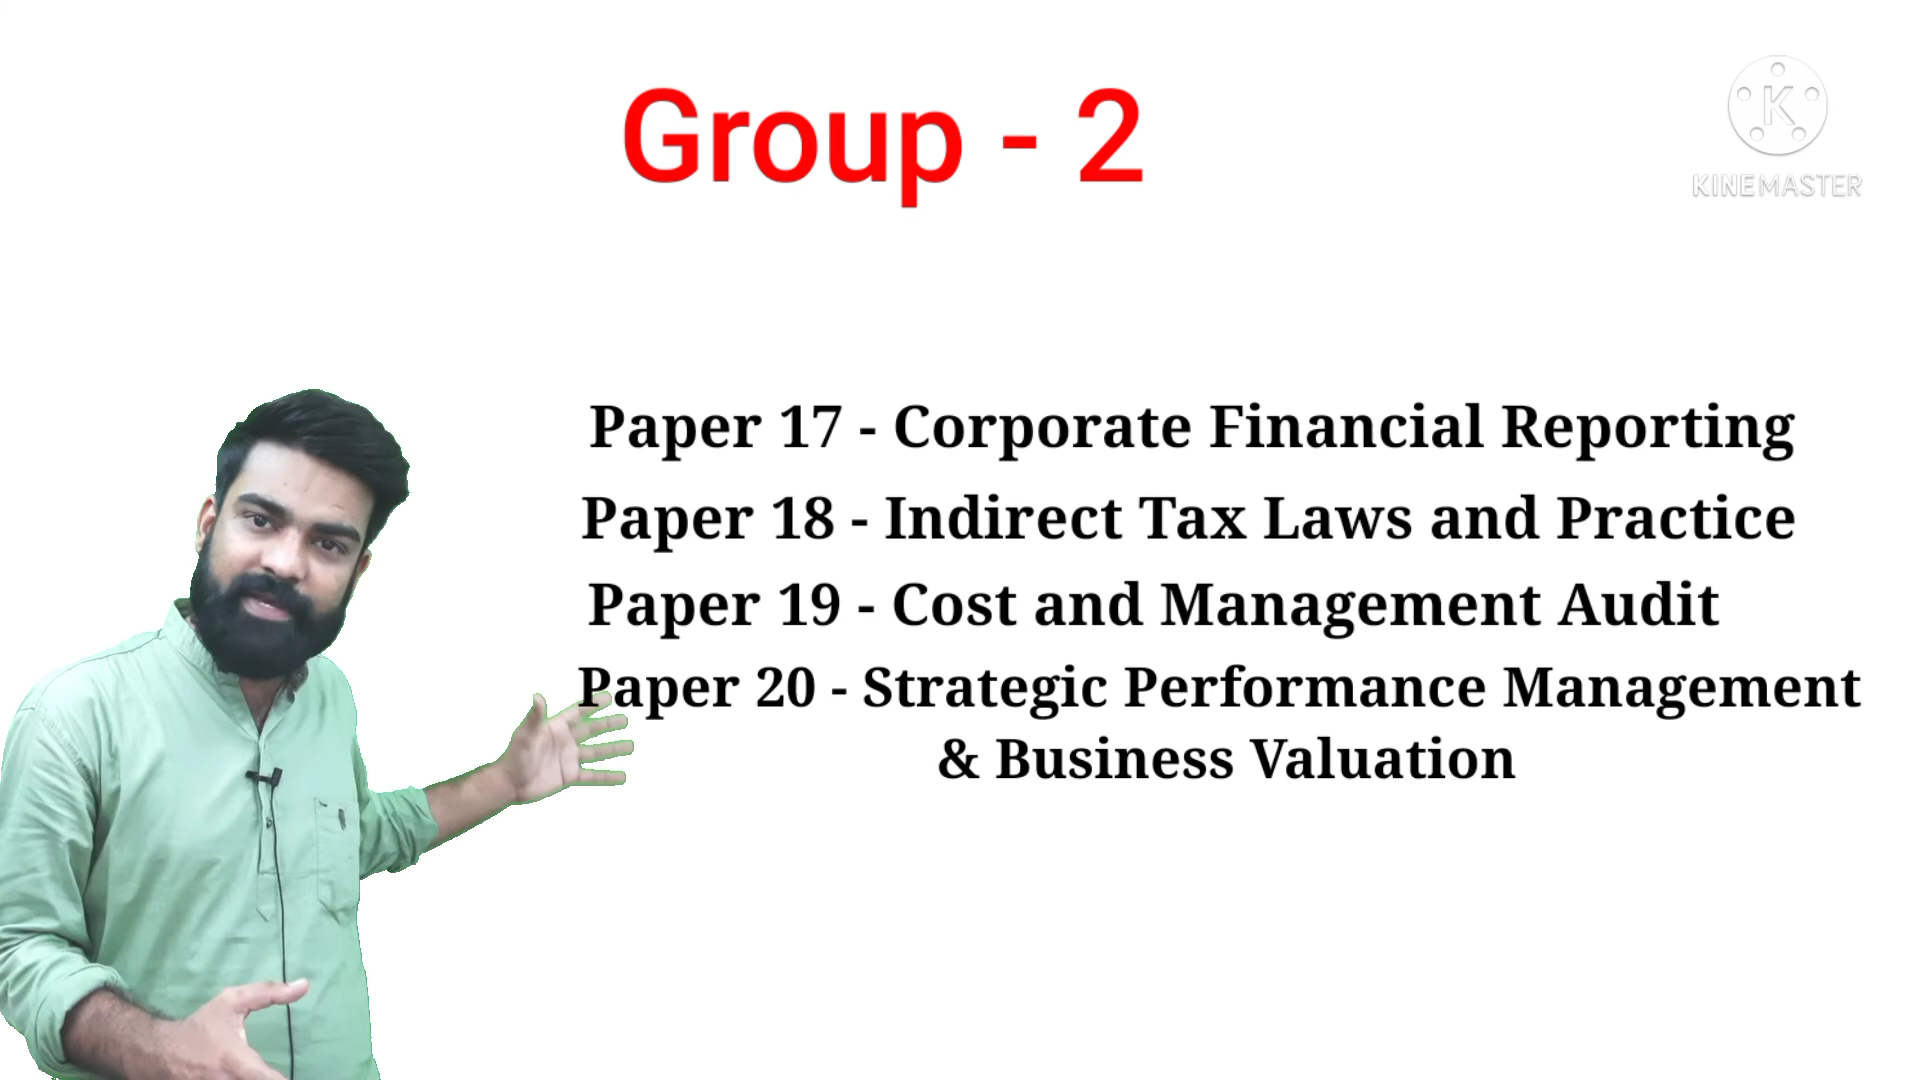 Group - 2
K
KINEMASTER
Paper 17 - Corporate Financial Reporting
Paper 18 - Indirect Tax Laws and Practice
Paper 19 - Cost and Management Audit
Paper 20 - Strategic Performance Management
& Business Valuation